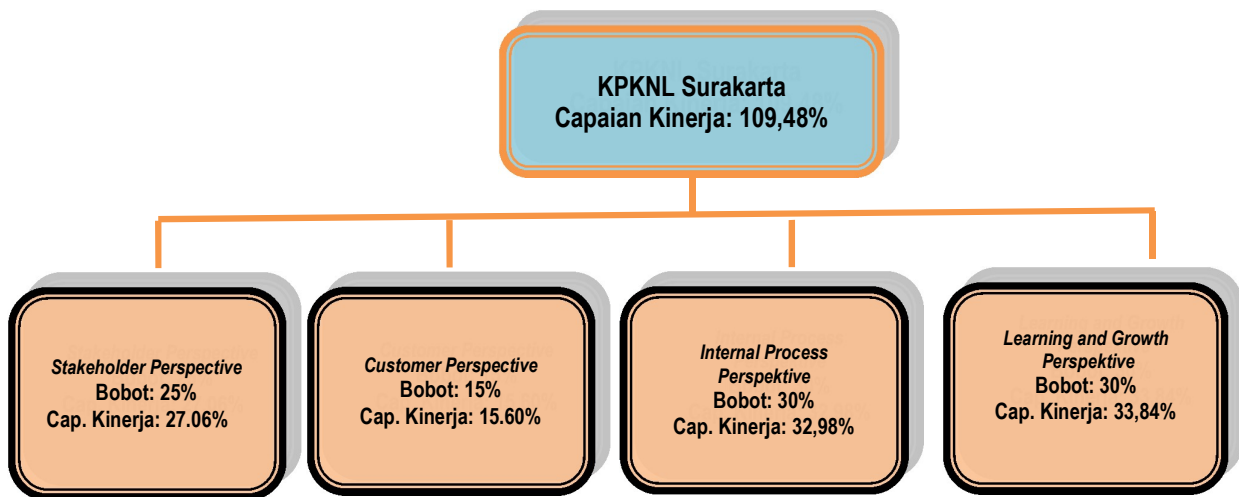 KPKNL Surakarta
Capaian Kinerja: 109,48%
Stakeholder Perspective
Bobot: 25%
Cap. Kinerja: 27.06%
Customer Perspective
Bobot: 15%
Cap. Kinerja: 15.60%
Internal Process
Perspektive
Bobot: 30%
Cap. Kinerja: 32,98%
Learning and Growth
Perspektive
Bobot: 30%
Cap. Kinerja: 33,84%